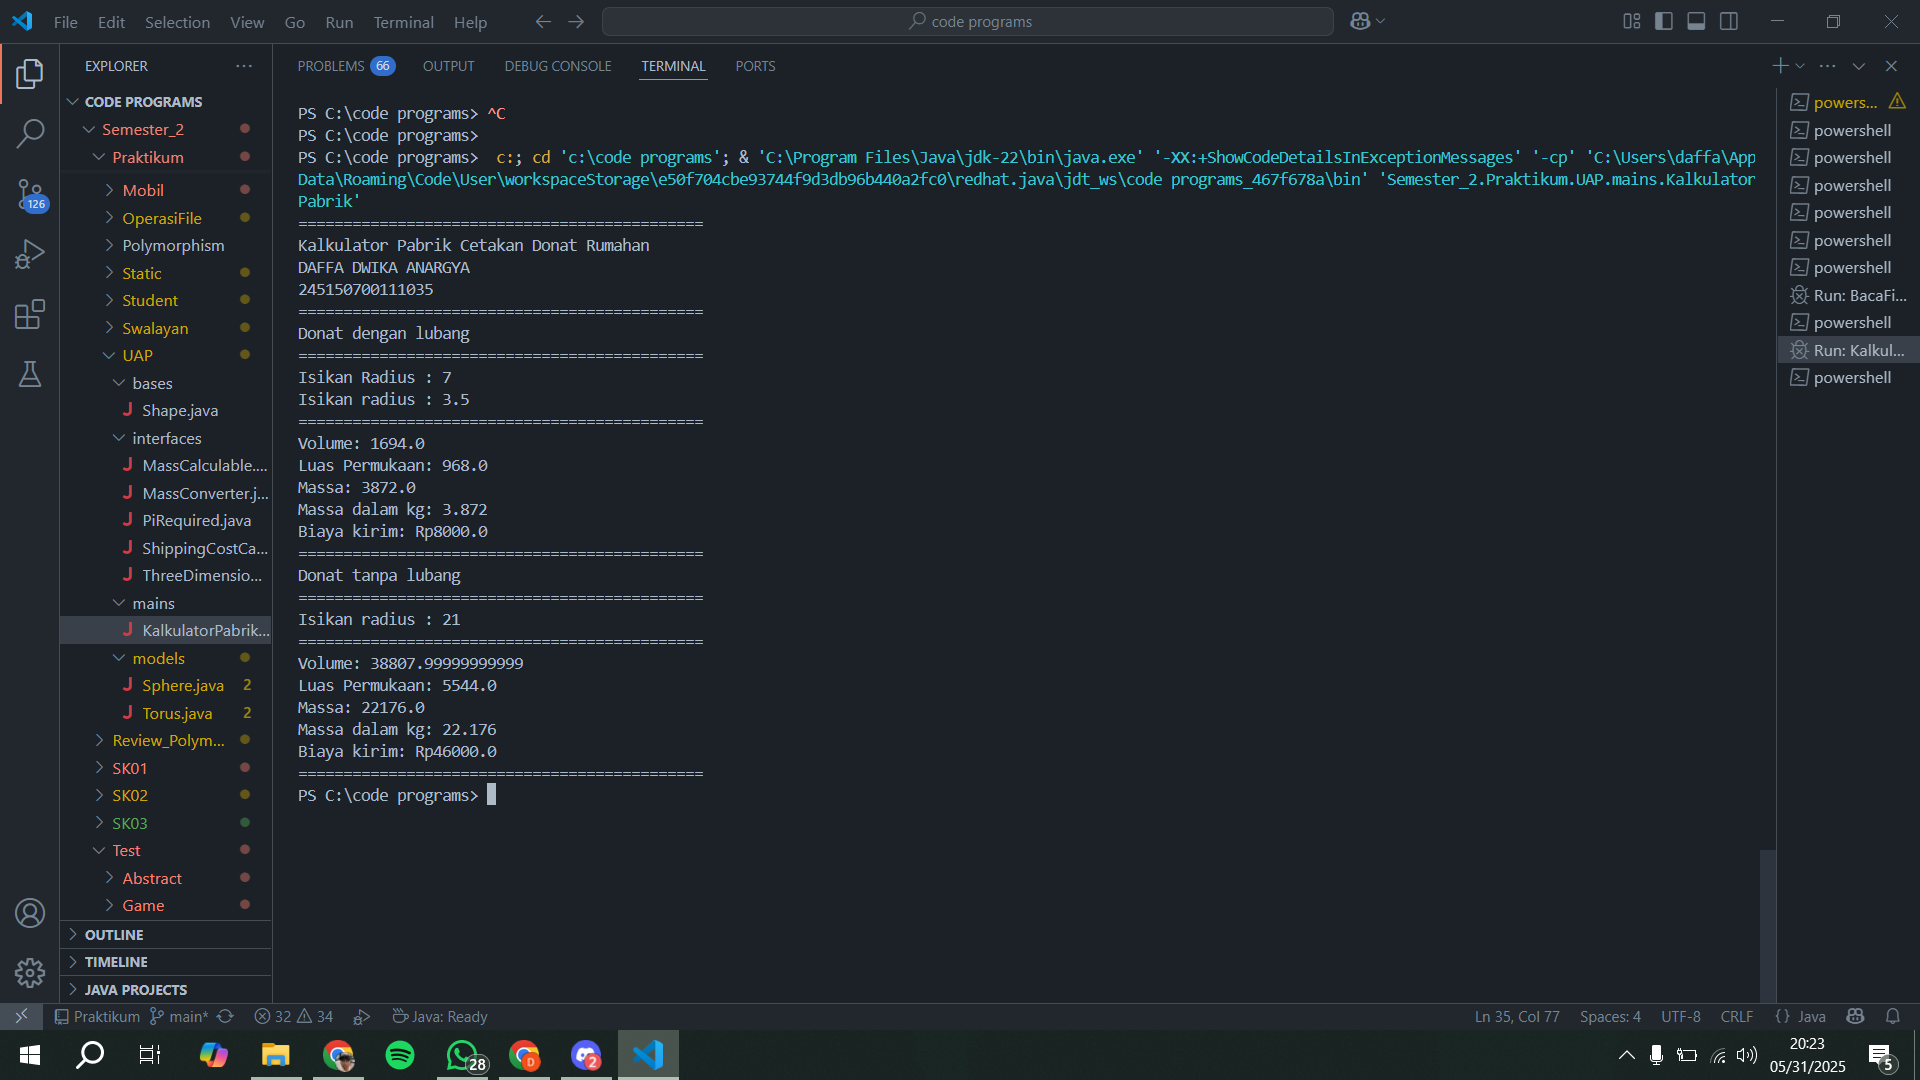 File Edit Selection View Go Run Terminal Help
code programs
EXPLORER
CODE PROGRAMS
Semester_2
Praktikum
Mobil
OperasiFile
Polymorphism
Static
Student
Swalayan
UAP
bases
Shape.java
interfaces
MassCalculable....
MassConverter.j...
PiRequired.java
ShippingCostCa...
ThreeDimensio...
mains
KalkulatorPabrik...
models
Sphere.java 2
Torus.java 2
Review_Polym...
SK01
SK02
SK03
Test
Abstract
Game
OUTLINE
TIMELINE
JAVA PROJECTS
126
PROBLEMS 66 OUTPUT DEBUG CONSOLE TERMINAL PORTS
PS C:\code programs> ^C
PS C:\code programs>
PS C:\code programs>  c:; cd 'c:\code programs'; & 'C:\Program Files\Java\jdk-22\bin\java.exe' '-XX:+ShowCodeDetailsInExceptionMessages' '-cp' 'C:\Users\daffa\App
Data\Roaming\Code\User\workspaceStorage\e50f704cbe93744f9d3db96b440a2fc0\redhat.java\jdt_ws\code programs_467f678a\bin' 'Semester_2.Praktikum.UAP.mains.Kalkulator
Pabrik'
=============================================
Kalkulator Pabrik Cetakan Donat Rumahan
DAFFA DWIKA ANARGYA
245150700111035
=============================================
Donat dengan lubang
=============================================
Isikan Radius : 7
Isikan radius : 3.5
=============================================
Volume: 1694.0
Luas Permukaan: 968.0
Massa: 3872.0
Massa dalam kg: 3.872
Biaya kirim: Rp8000.0
=============================================
Donat tanpa lubang
=============================================
Isikan radius : 21
=============================================
Volume: 38807.99999999999
Luas Permukaan: 5544.0
Massa: 22176.0
Massa dalam kg: 22.176
Biaya kirim: Rp46000.0
=============================================
PS C:\code programs>
powers...
powershell
powershell
powershell
powershell
powershell
powershell
Run: BacaFi...
powershell
Run: Kalkul...
powershell
Praktikum main* 32 34 Java: Ready
Ln 35, Col 77 Spaces: 4 UTF-8 CRLF {} Java
28
D
2
20:23
05/31/2025
5